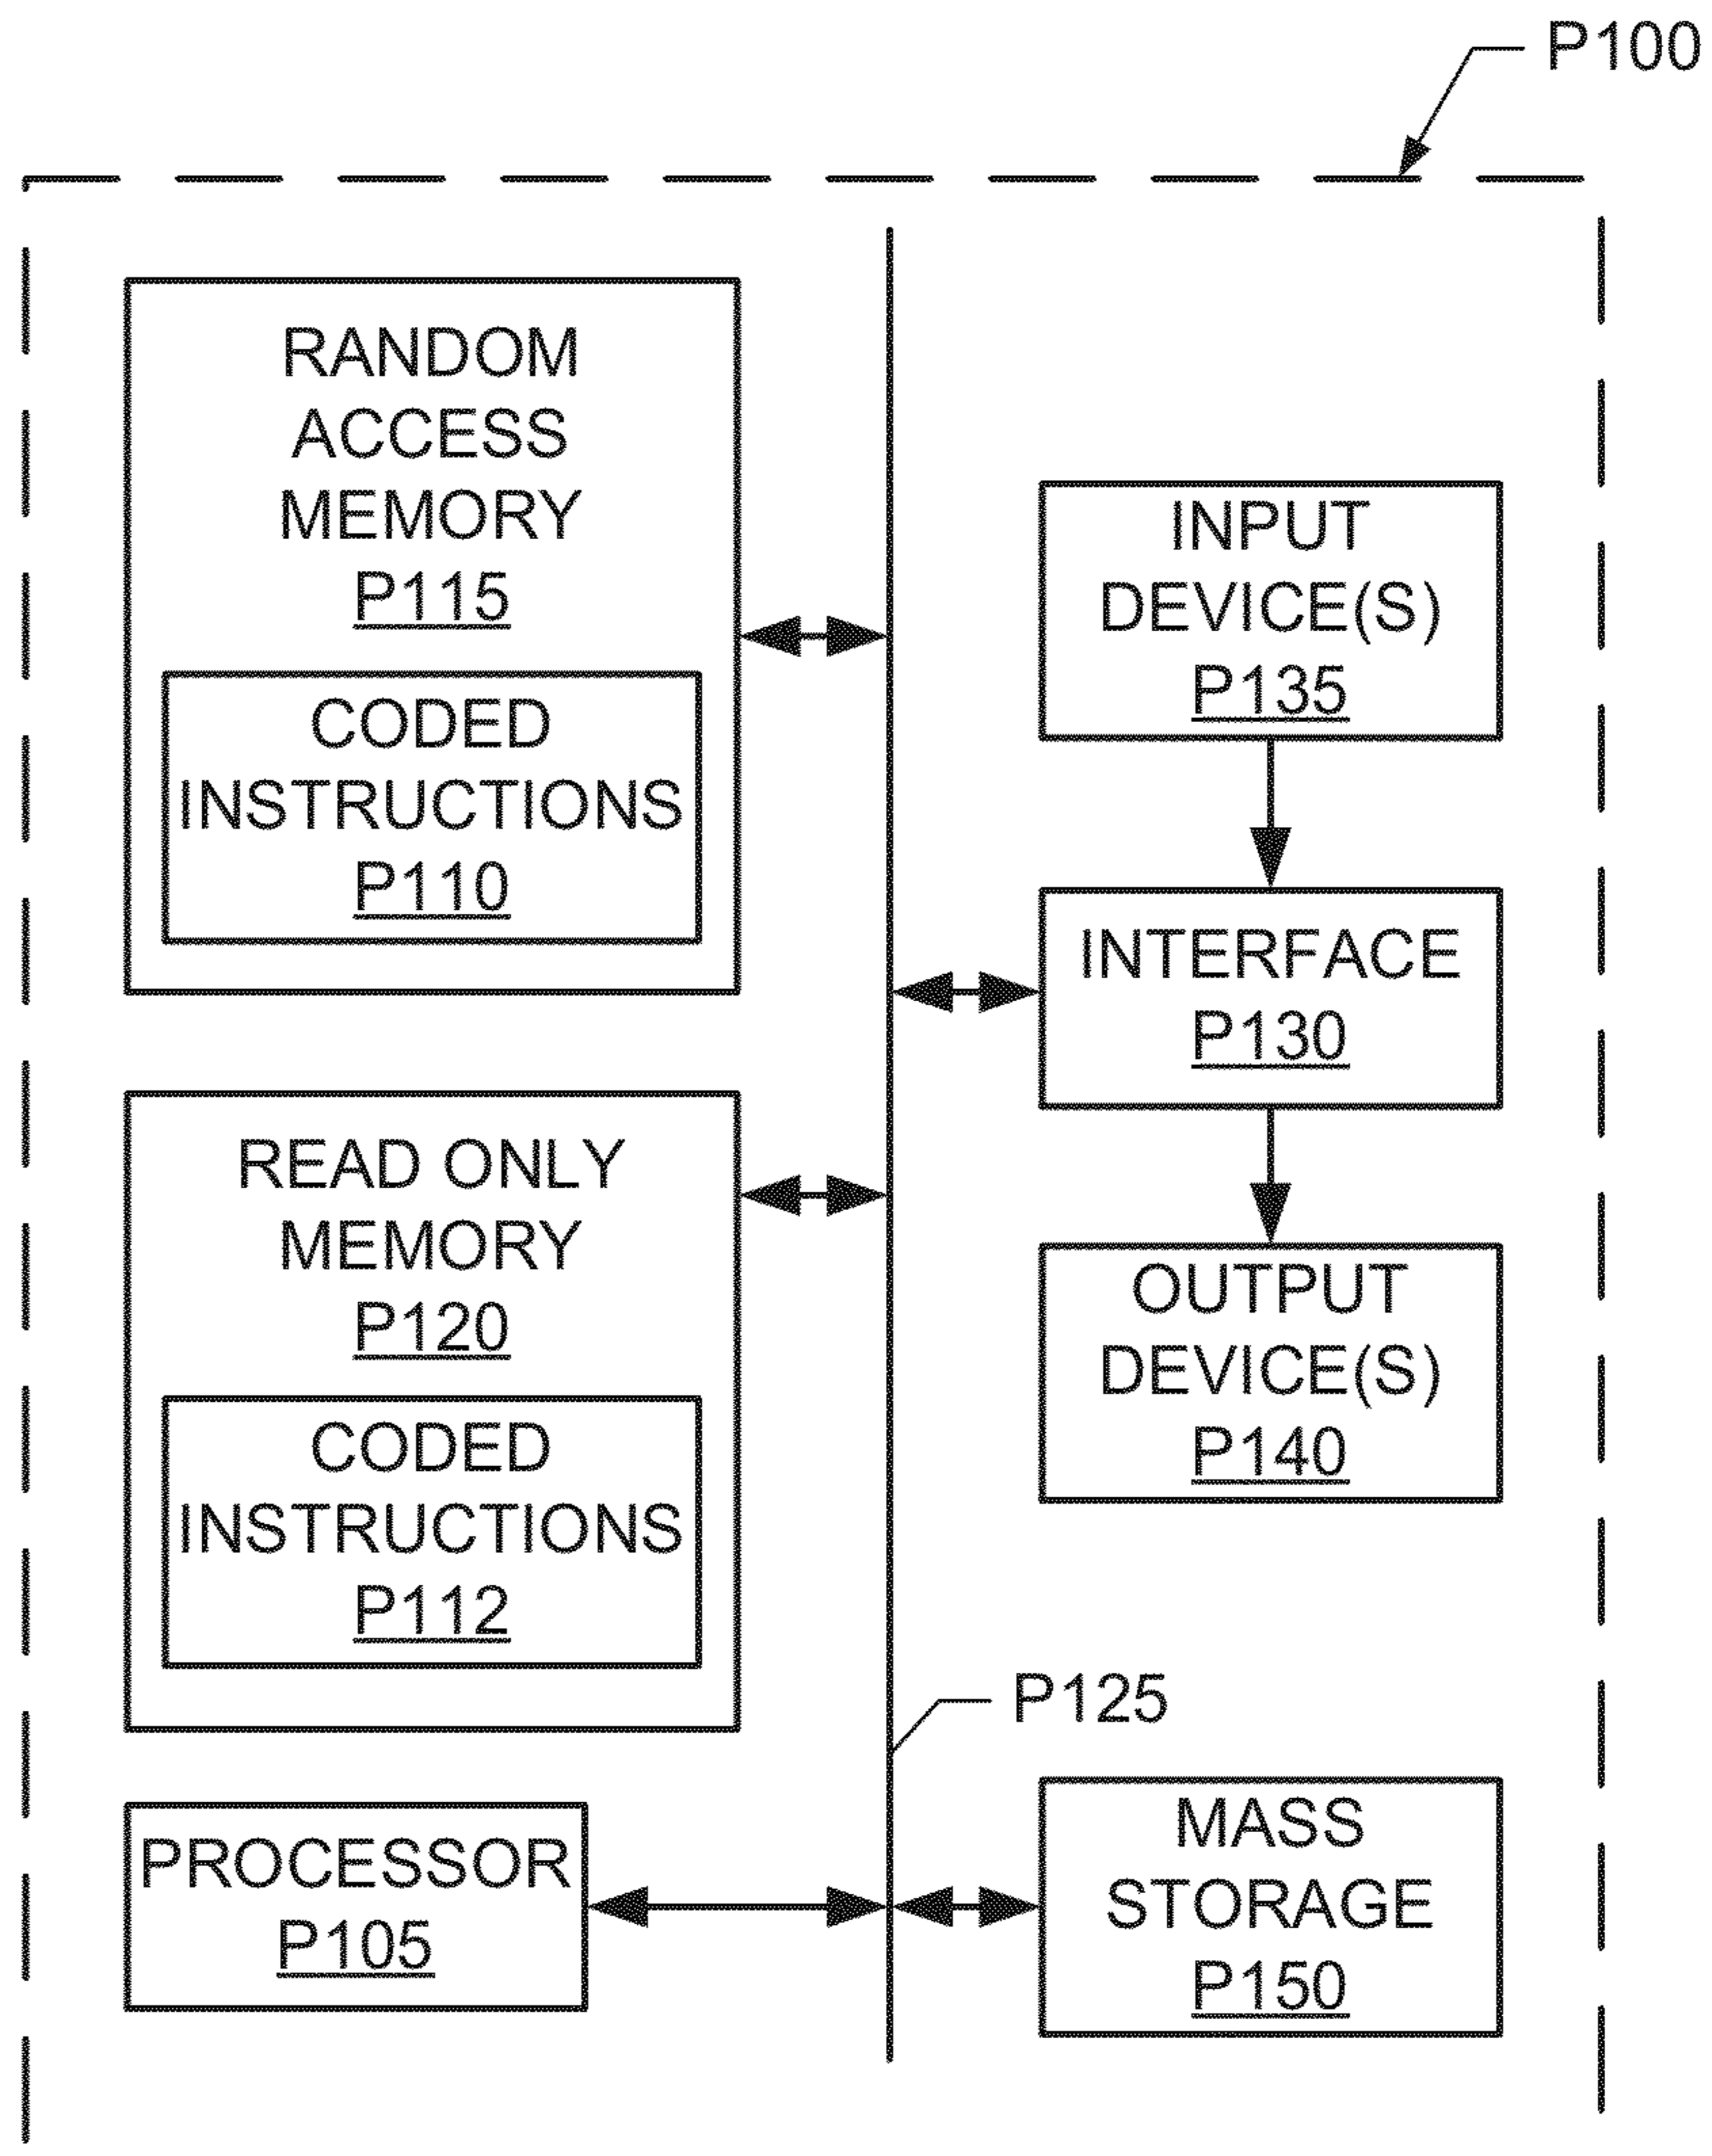 P100
RANDOM
ACCESS
MEMORY
P115
CODED
INSTRUCTIONS
P110
READ ONLY
MEMORY
P120
CODED
INSTRUCTIONS
P112
PROCESSOR
P105
INPUT
DEVICE(S)
P135
INTERFACE
P130
OUTPUT
DEVICE(S)
P140
P125
MASS
STORAGE
P150